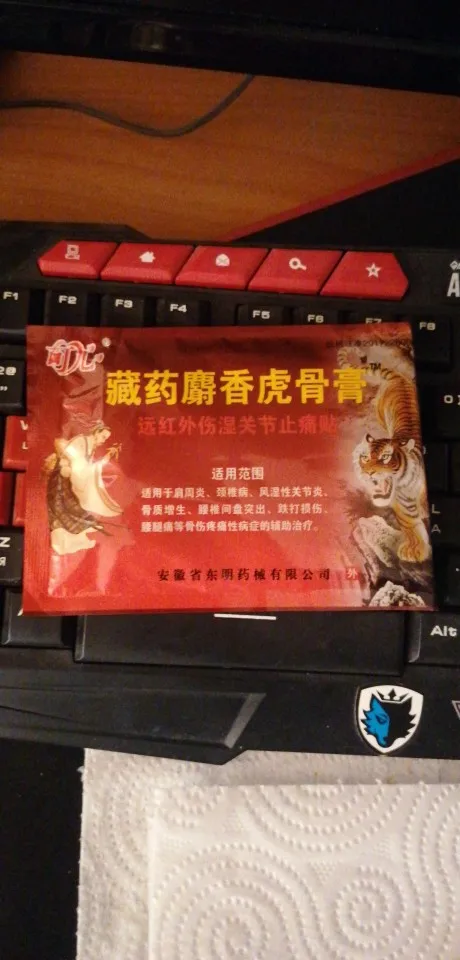 F1
F2
F3
F4
F5
F6
F7
F8
藏药麝香虎骨膏
TM
远红外伤湿关节止痛贴
适用范围
适用于肩周炎、颈椎病、风湿性关节炎、
骨质增生、腰椎间盘突出、跌打损伤、
腰腿痛等骨伤疼痛性病症的辅助治疗。
安徽省东明药械有限公司
Z
A
L
Alt